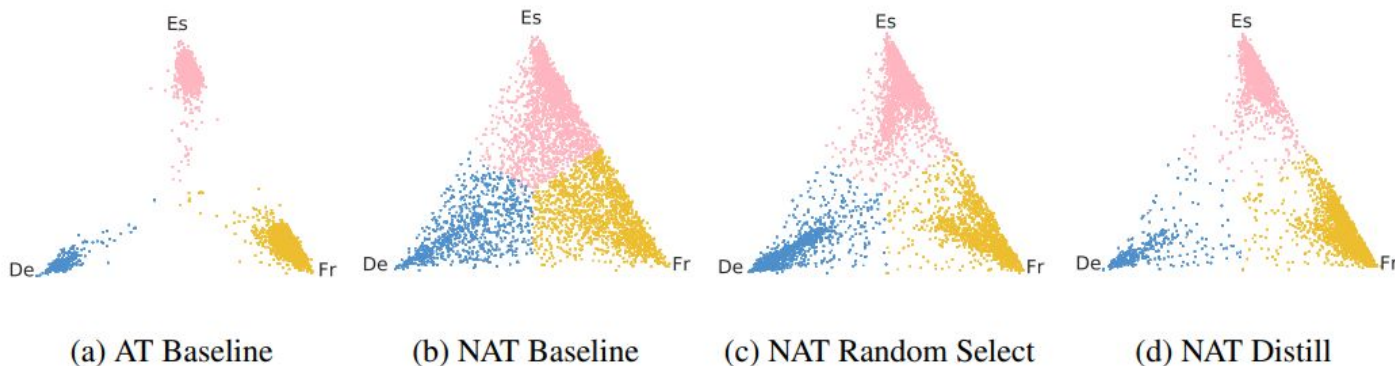 Es
De
Fr
(a) AT Baseline
Es
De
Fr
(b) NAT Baseline
Es
De
Fr
(c) NAT Random Select
Es
De
Fr
(d) NAT Distill